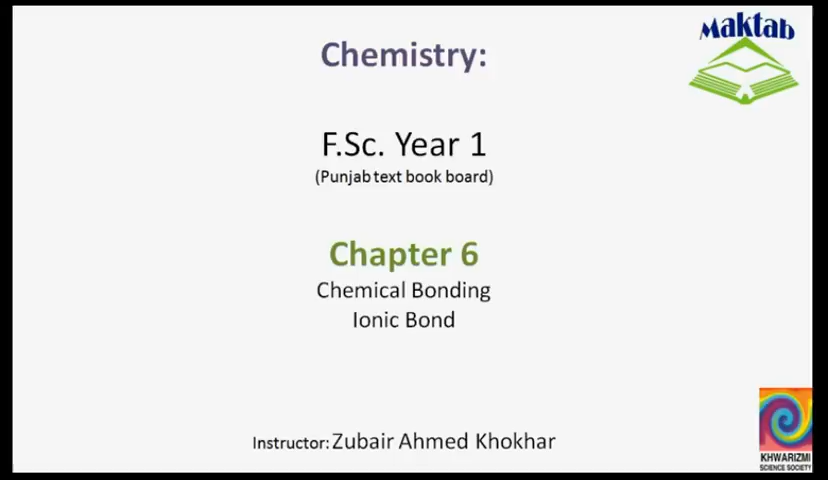 Maktab
Chemistry:
F.Sc. Year 1
(Punjab text book board)
Chapter 6
Chemical Bonding
Ionic Bond
Instructor: Zubair Ahmed Khokhar
KHWARIZMI
SCIENCE SOCIETY